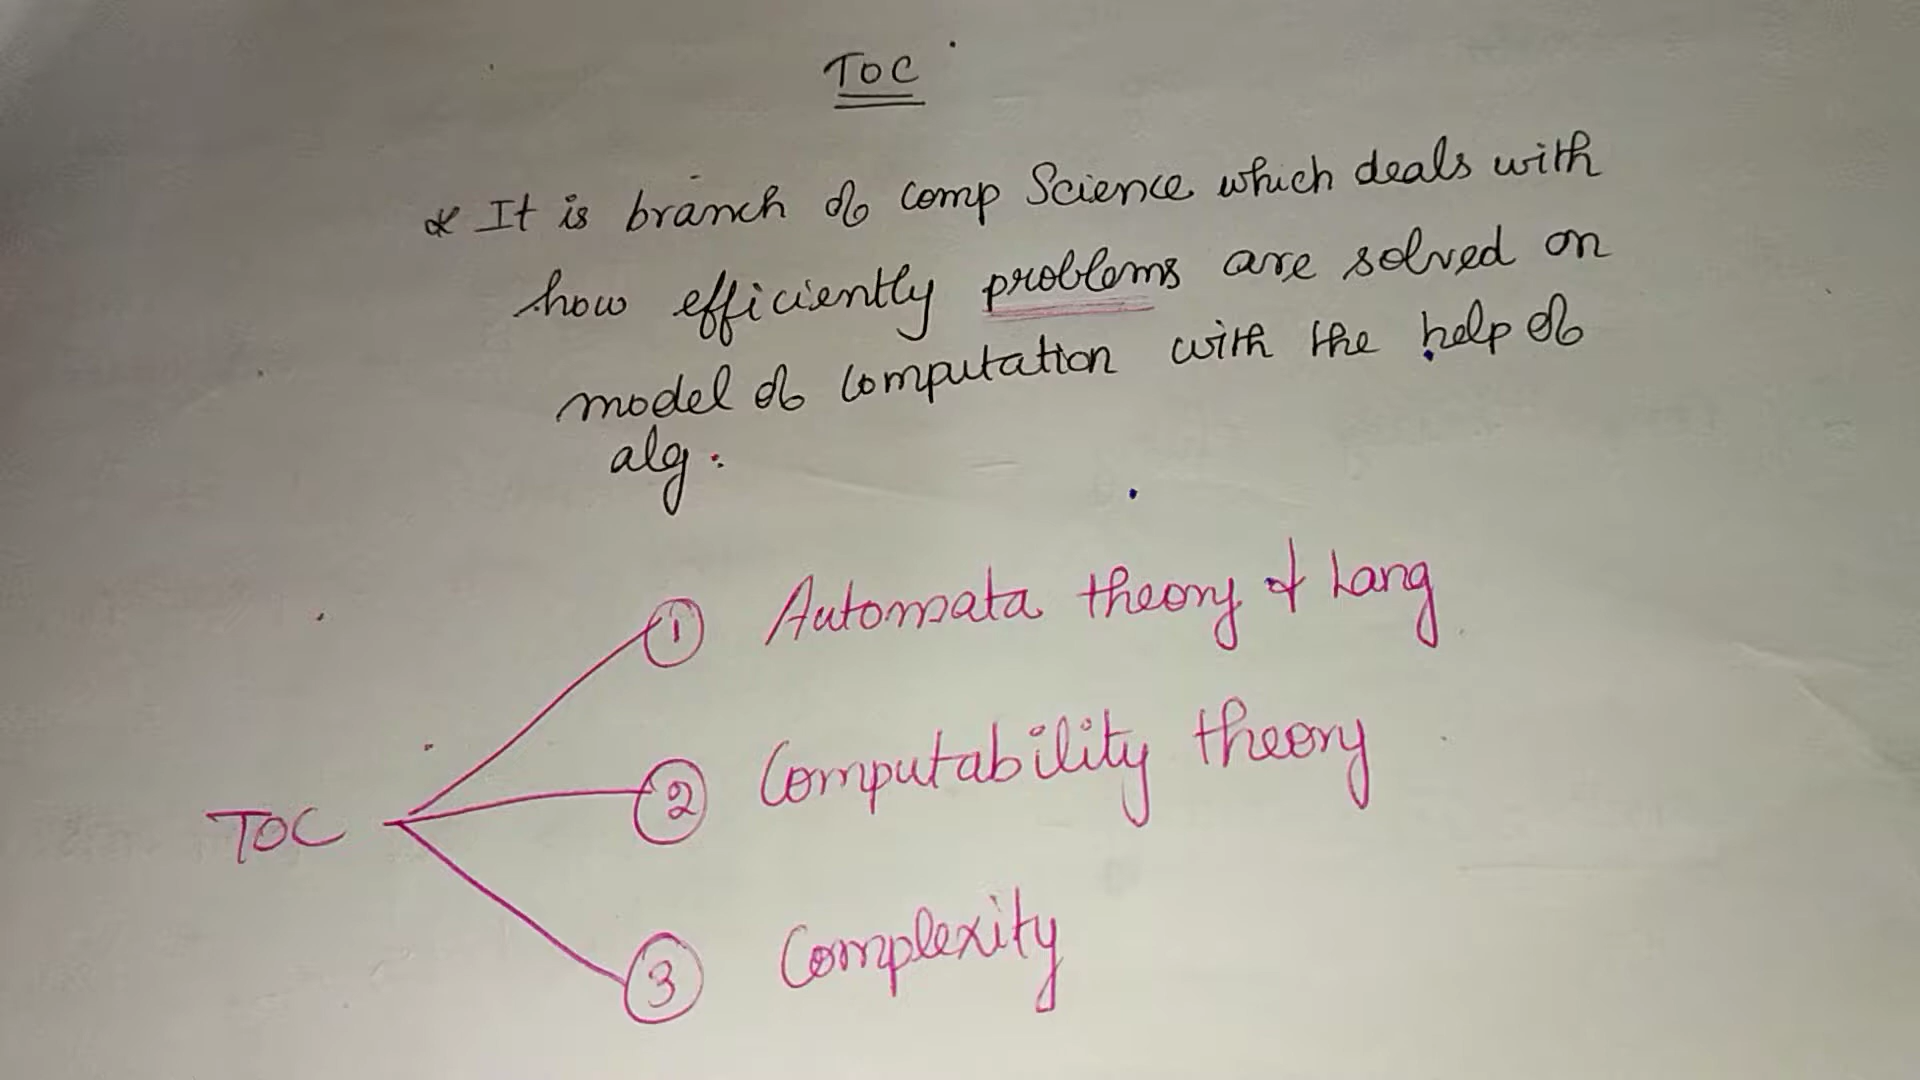 TOC
* It is branch of comp Science which deals with
how efficiently problems are solved on
model of computation with the help of
alg.
① Automata theory & Lang
② Computability theory
TOC
③ Complexity